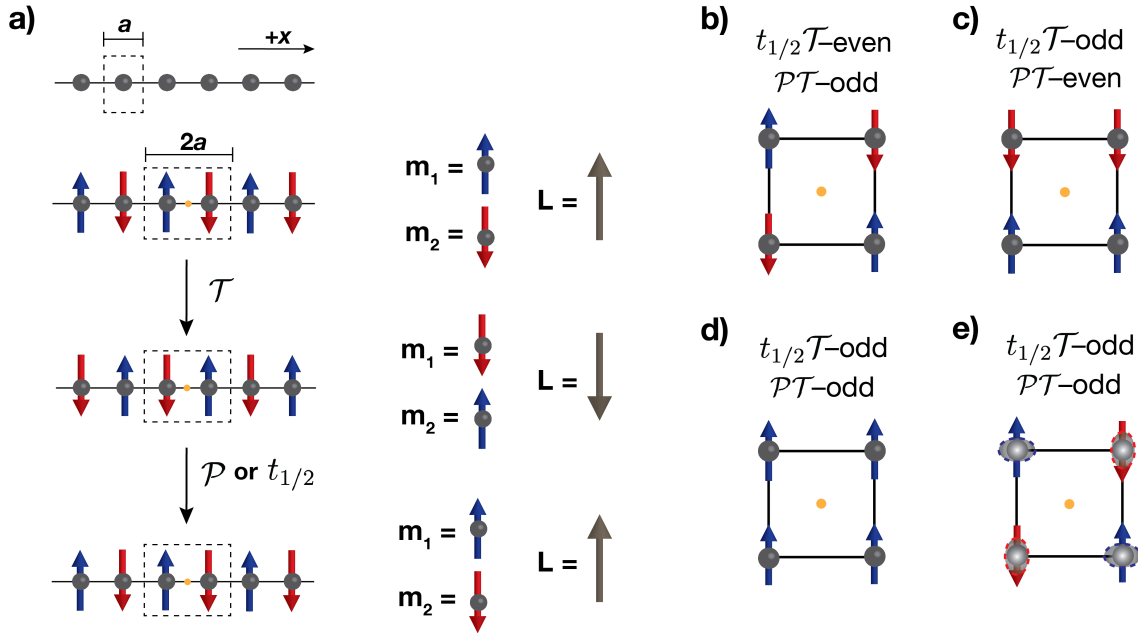 a)
a
+x
2a
m₁ =
m₂ =
L =
𝒯
m₁ =
m₂ =
L =
𝒫 or t₁/₂
m₁ =
m₂ =
L =
b)
t₁/₂𝒯–even
𝒫𝒯–odd
c)
t₁/₂𝒯–odd
𝒫𝒯–even
d)
t₁/₂𝒯–odd
𝒫𝒯–odd
e)
t₁/₂𝒯–odd
𝒫𝒯–odd